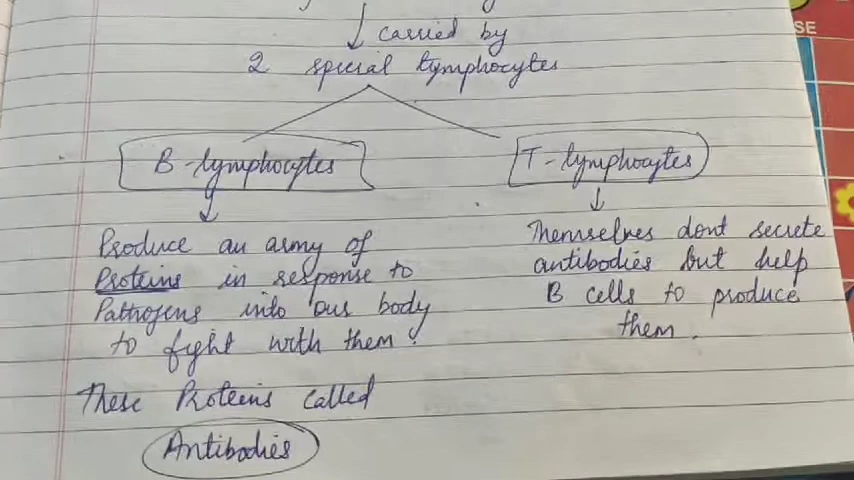 carried by
2 special lymphocytes
B-lymphocytes
T-lymphocytes
Produce an army of
Proteins in response to
Pathogens into our body
to fight with them.
Themselves dont secrete
antibodies but help
B cells to produce
them.
These Proteins called
Antibodies
SE